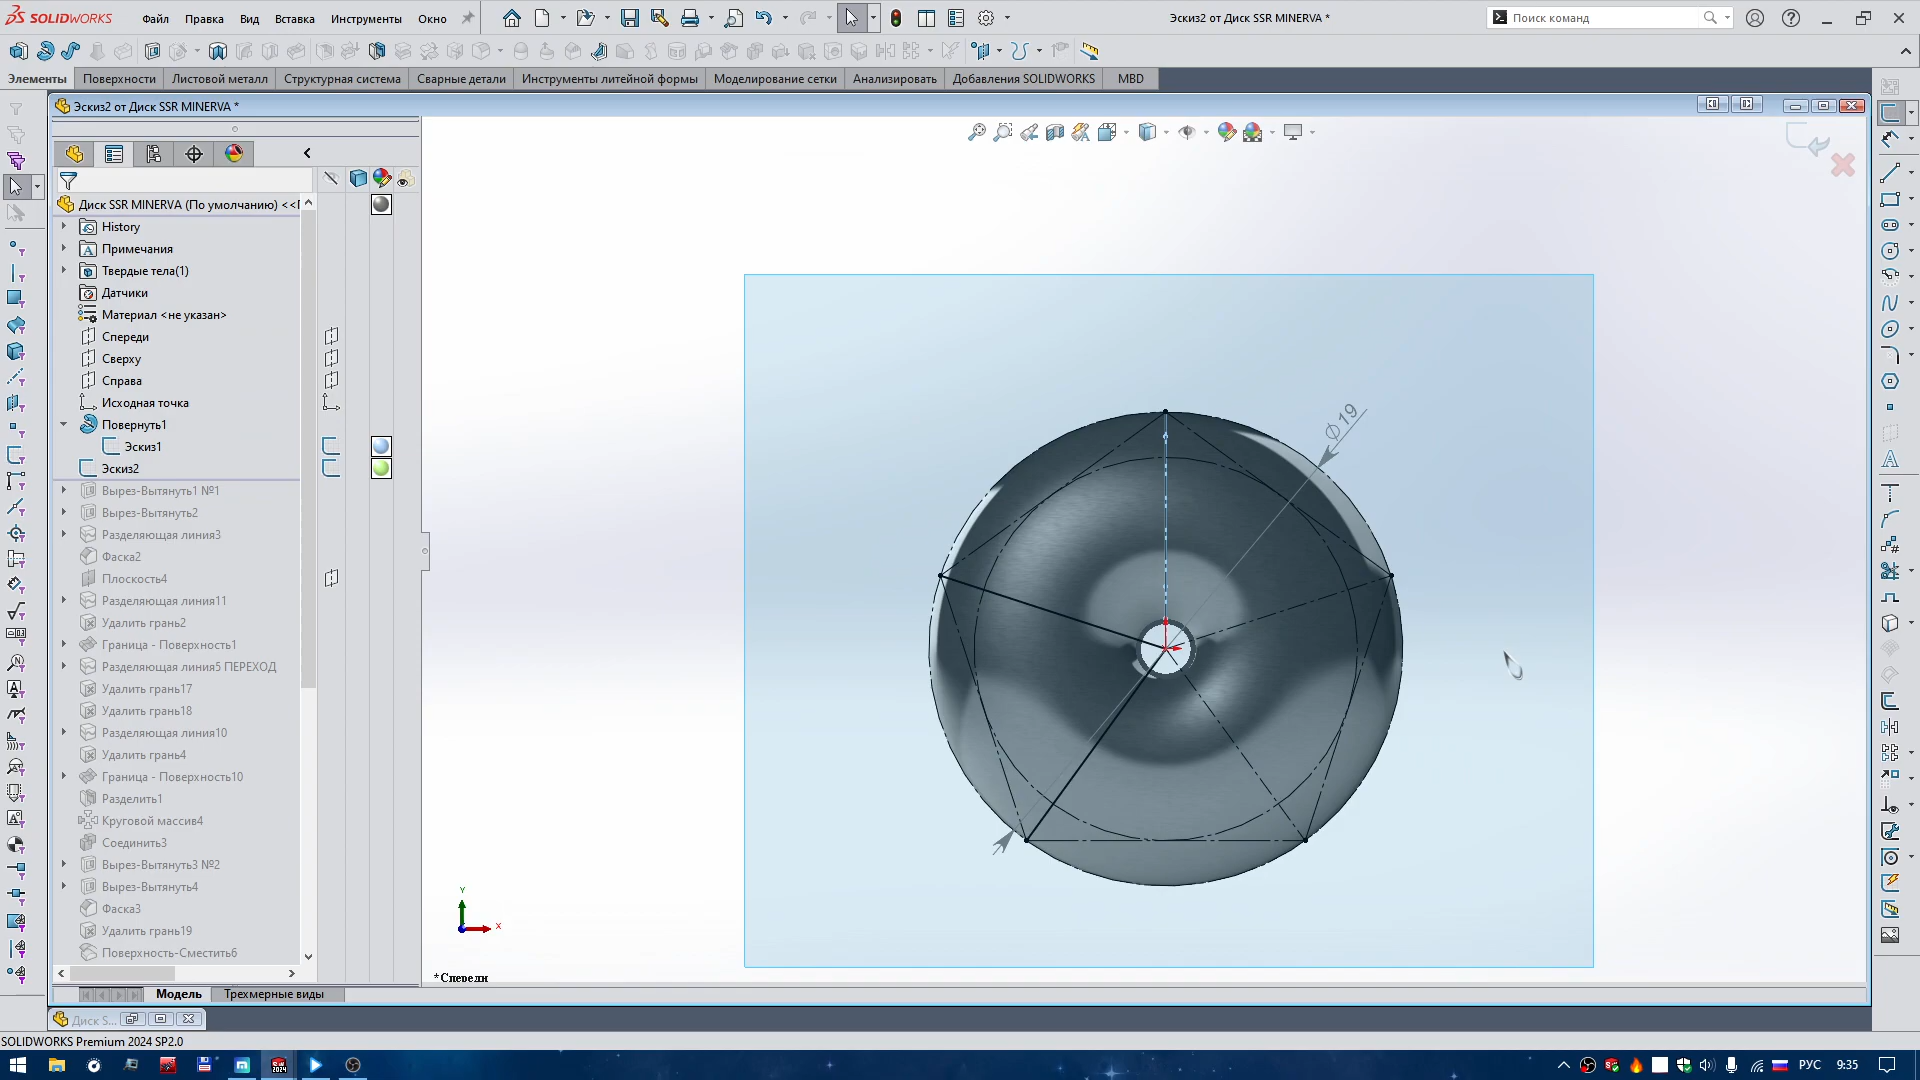 SOLIDWORKS
Файл
Правка
Вид
Вставка
Инструменты
Окно
Эскиз2 от Диск SSR MINERVA *
Поиск команд
Элементы
Поверхности
Листовой металл
Структурная система
Сварные детали
Инструменты литейной формы
Моделирование сетки
Анализировать
Добавления SOLIDWORKS
MBD
Эскиз2 от Диск SSR MINERVA *
Диск SSR MINERVA (По умолчанию) <<Г
History
Примечания
Твердые тела(1)
Датчики
Материал <не указан>
Спереди
Сверху
Справа
Исходная точка
Повернуть1
Эскиз1
Эскиз2
Вырез-Вытянуть1 №1
Вырез-Вытянуть2
Разделяющая линия3
Фаска2
Плоскость4
Разделяющая линия11
Удалить грань2
Граница - Поверхность1
Разделяющая линия5 ПЕРЕХОД
Удалить грань17
Удалить грань18
Разделяющая линия10
Удалить грань4
Граница - Поверхность10
Разделить1
Круговой массив4
Соединить3
Вырез-Вытянуть3 №2
Вырез-Вытянуть4
Фаска3
Удалить грань19
Поверхность-Сместить6
Ø19
Y
X
*Спереди
Модель
Трехмерные виды
Диск S...
SOLIDWORKS Premium 2024 SP2.0
РУС
9:35